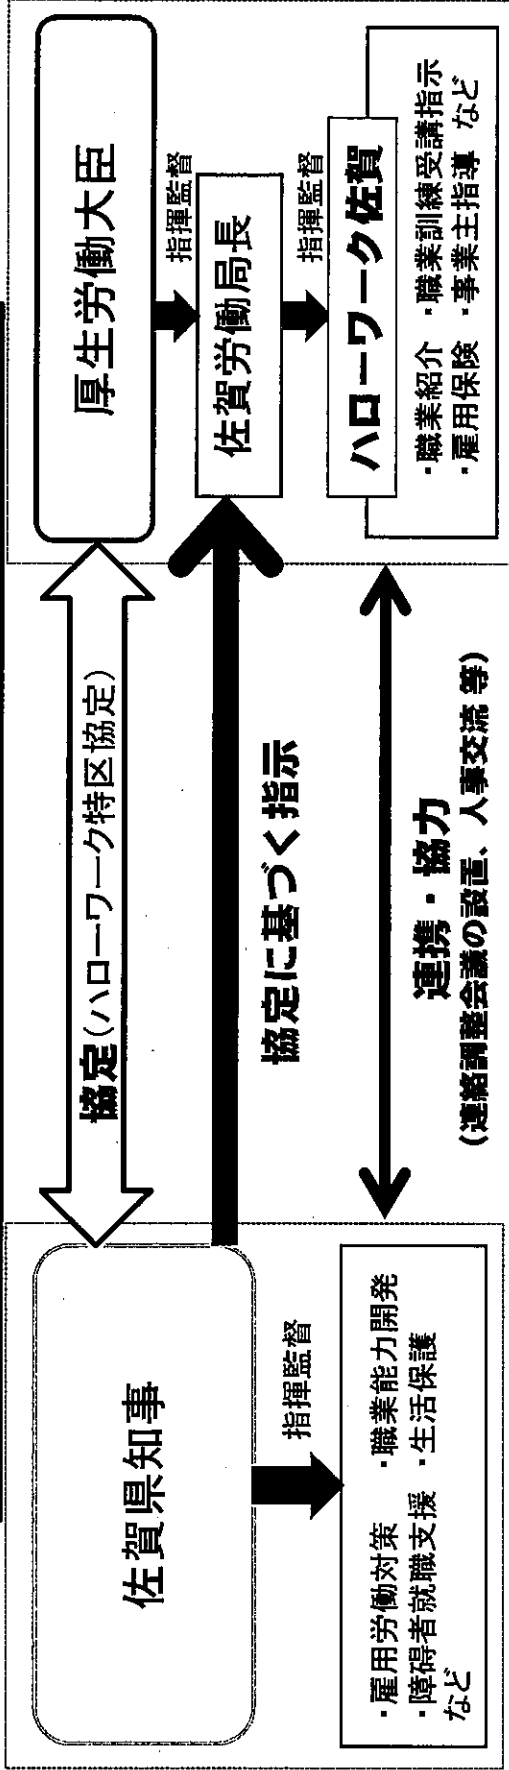 佐賀県知事
指揮監督
・雇用労働対策 ・職業能力開発
・障碍者就職支援 ・生活保護
など
協定(ハローワーク特区協定)
協定に基づく指示
連携・協力
(連絡調整会議の設置、人事交流 等)
厚生労働大臣
指揮監督
佐賀労働局長
指揮監督
ハローワーク佐賀
・職業紹介 ・職業訓練受講指示
・雇用保険 ・事業主指導 など